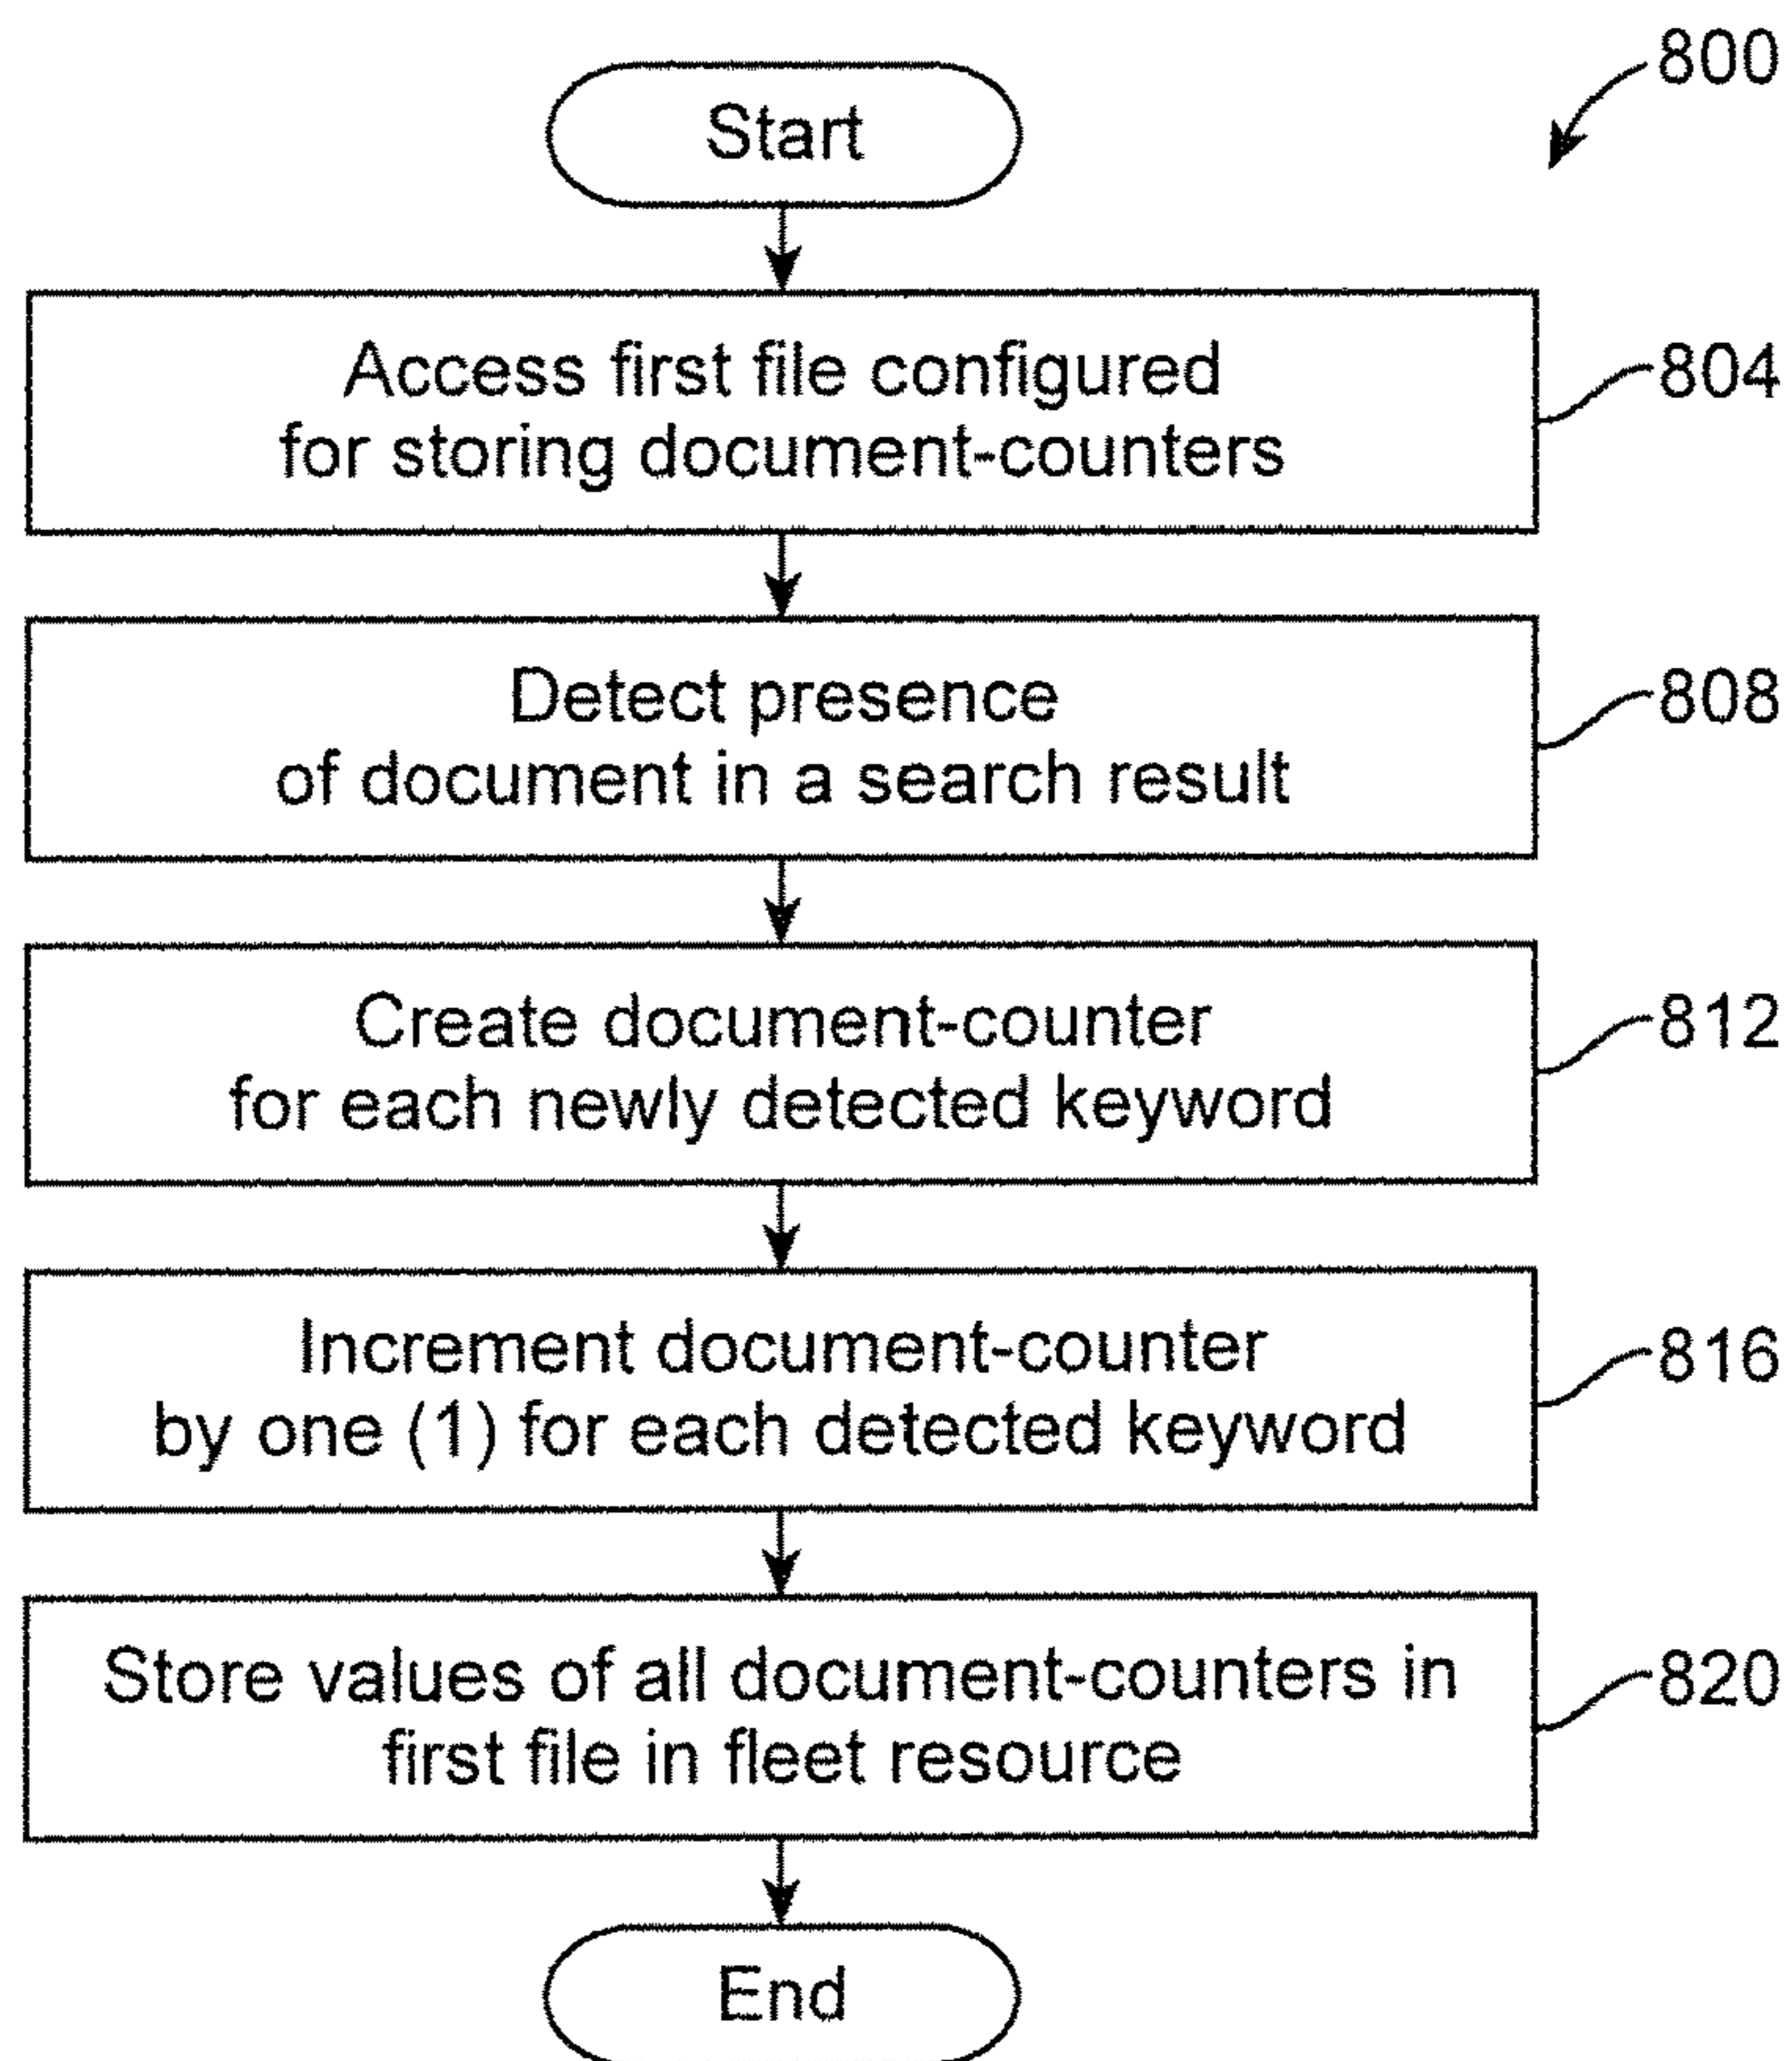 800
Start
Access first file configured
for storing document-counters
804
Detect presence
of document in a search result
808
Create document-counter
for each newly detected keyword
812
Increment document-counter
by one (1) for each detected keyword
816
Store values of all document-counters in
first file in fleet resource
820
End